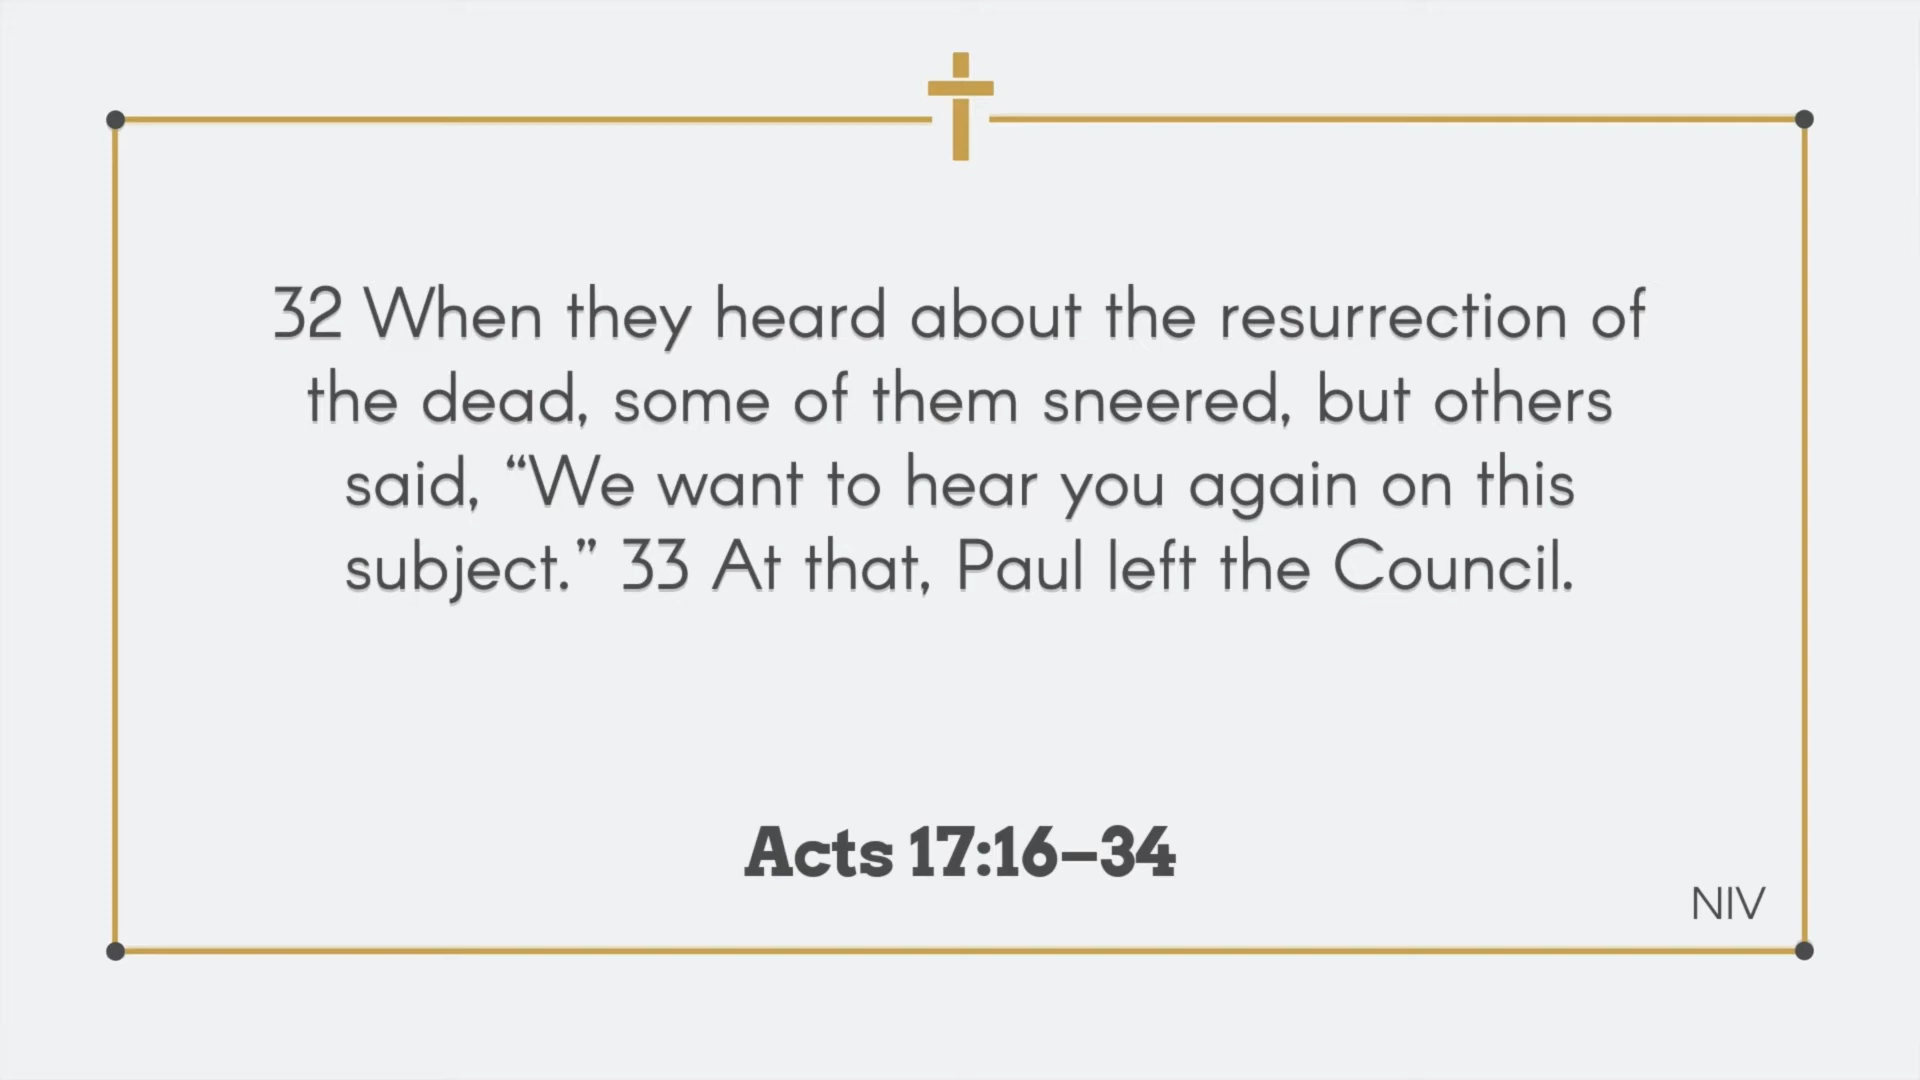 32 When they heard about the resurrection of
the dead, some of them sneered, but others
said, “We want to hear you again on this
subject.” 33 At that, Paul left the Council.
Acts 17:16–34
NIV